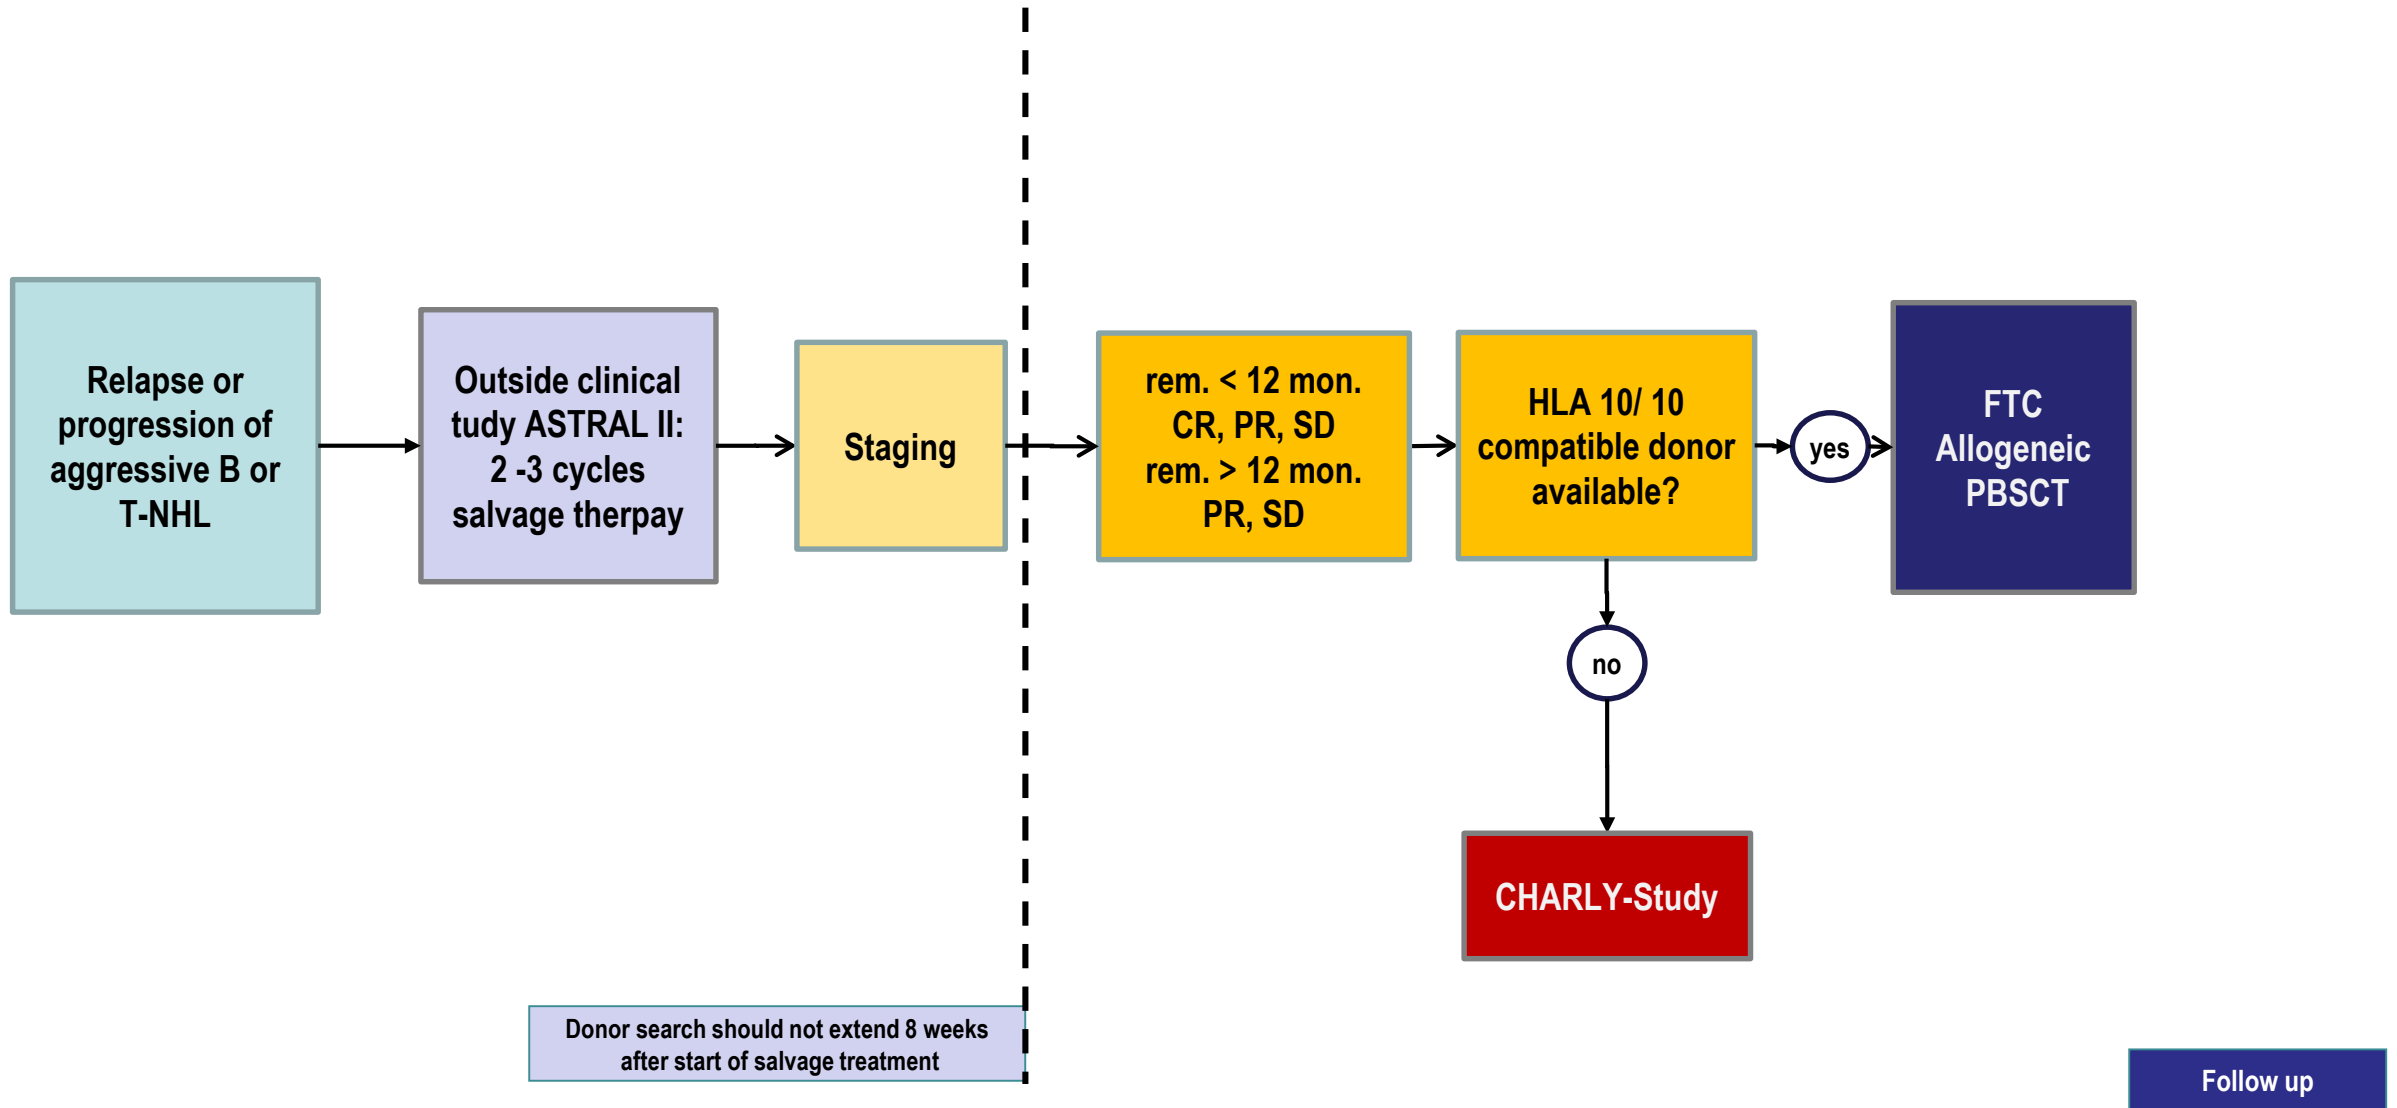 Relapse or
progression of
aggressive B or
T-NHL
Outside clinical
tudy ASTRAL II:
2 -3 cycles
salvage therpay
Staging
rem. < 12 mon.
CR, PR, SD
rem. > 12 mon.
PR, SD
HLA 10/ 10
compatible donor
available?
yes
FTC
Allogeneic
PBSCT
no
CHARLY-Study
Donor search should not extend 8 weeks
after start of salvage treatment
Follow up